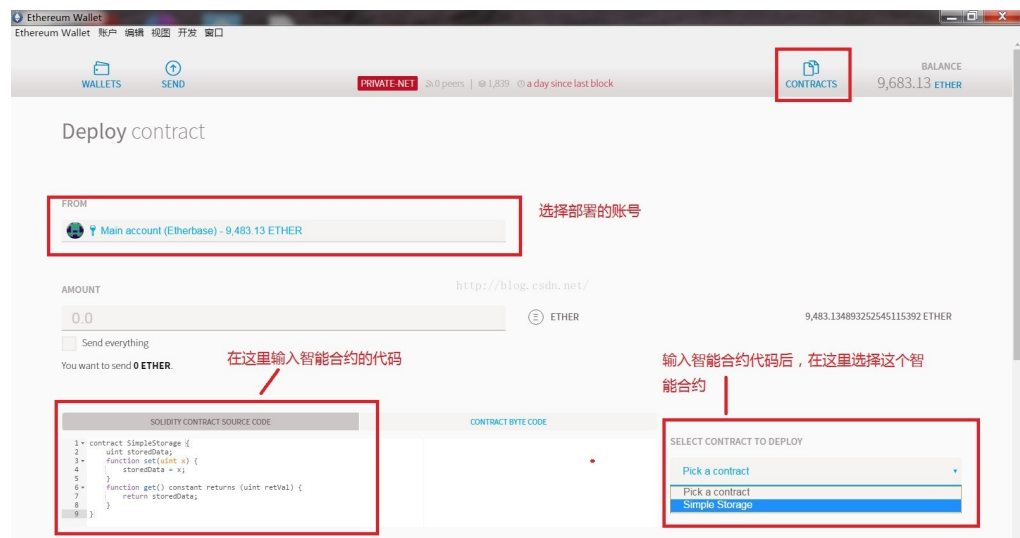 Ethereum Wallet
Ethereum Wallet 账户 编辑 视图 开发 窗口
WALLETS
SEND
PRIVATE-NET 0 peers | 1,839 a day since last block
CONTRACTS
BALANCE
9,683.13 ETHER
Deploy contract
FROM
选择部署的账号
Main account (Etherbase) - 9,483.13 ETHER
http://blog.csdn.net/
AMOUNT
0.0
ETHER
9,483.134893252545115392 ETHER
Send everything
You want to send 0 ETHER.
在这里输入智能合约的代码
输入智能合约代码后，在这里选择这个智
能合约
SOLIDITY CONTRACT SOURCE CODE
CONTRACT BYTE CODE
1 contract SimpleStorage {
2 uint storedData;
3 function set(uint x) {
4 storedData = x;
5 }
6 function get() constant returns (uint retVal) {
7 return storedData;
8 }
9 }
SELECT CONTRACT TO DEPLOY
Pick a contract
Pick a contract
Simple Storage